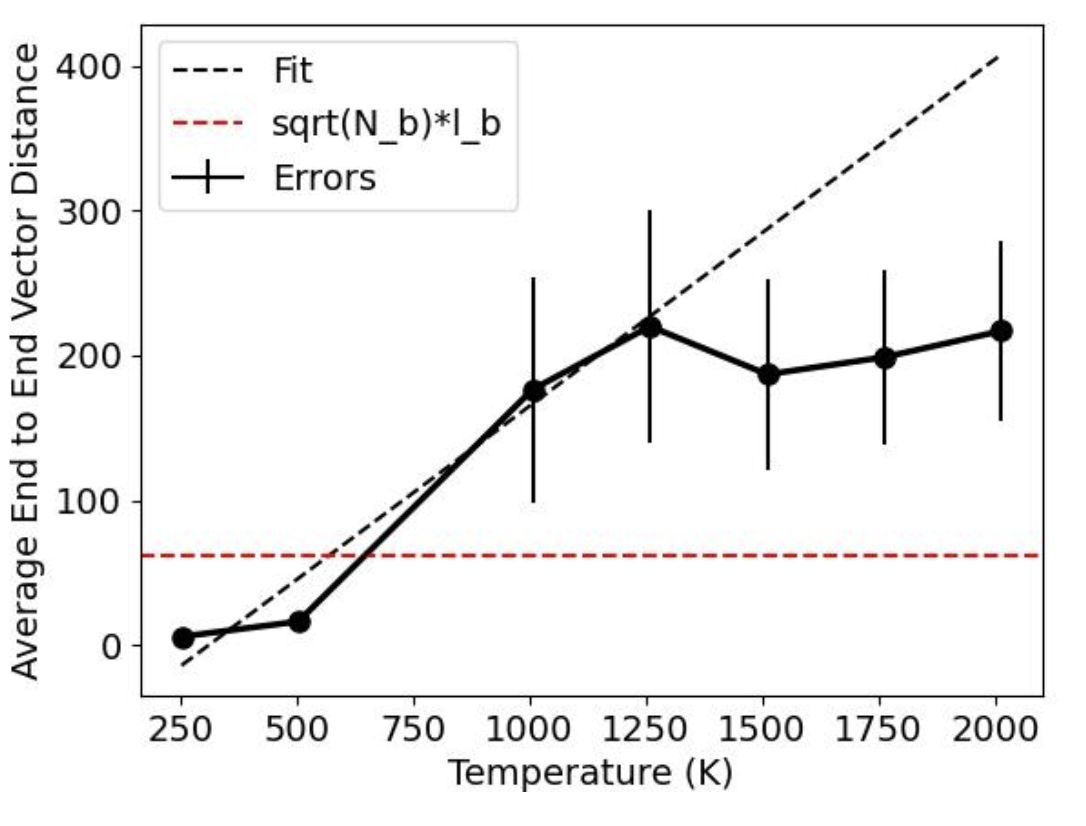 Fit
sqrt(N_b)*l_b
Errors
Average End to End Vector Distance
400
300
200
100
0
250 500 750 1000 1250 1500 1750 2000
Temperature (K)